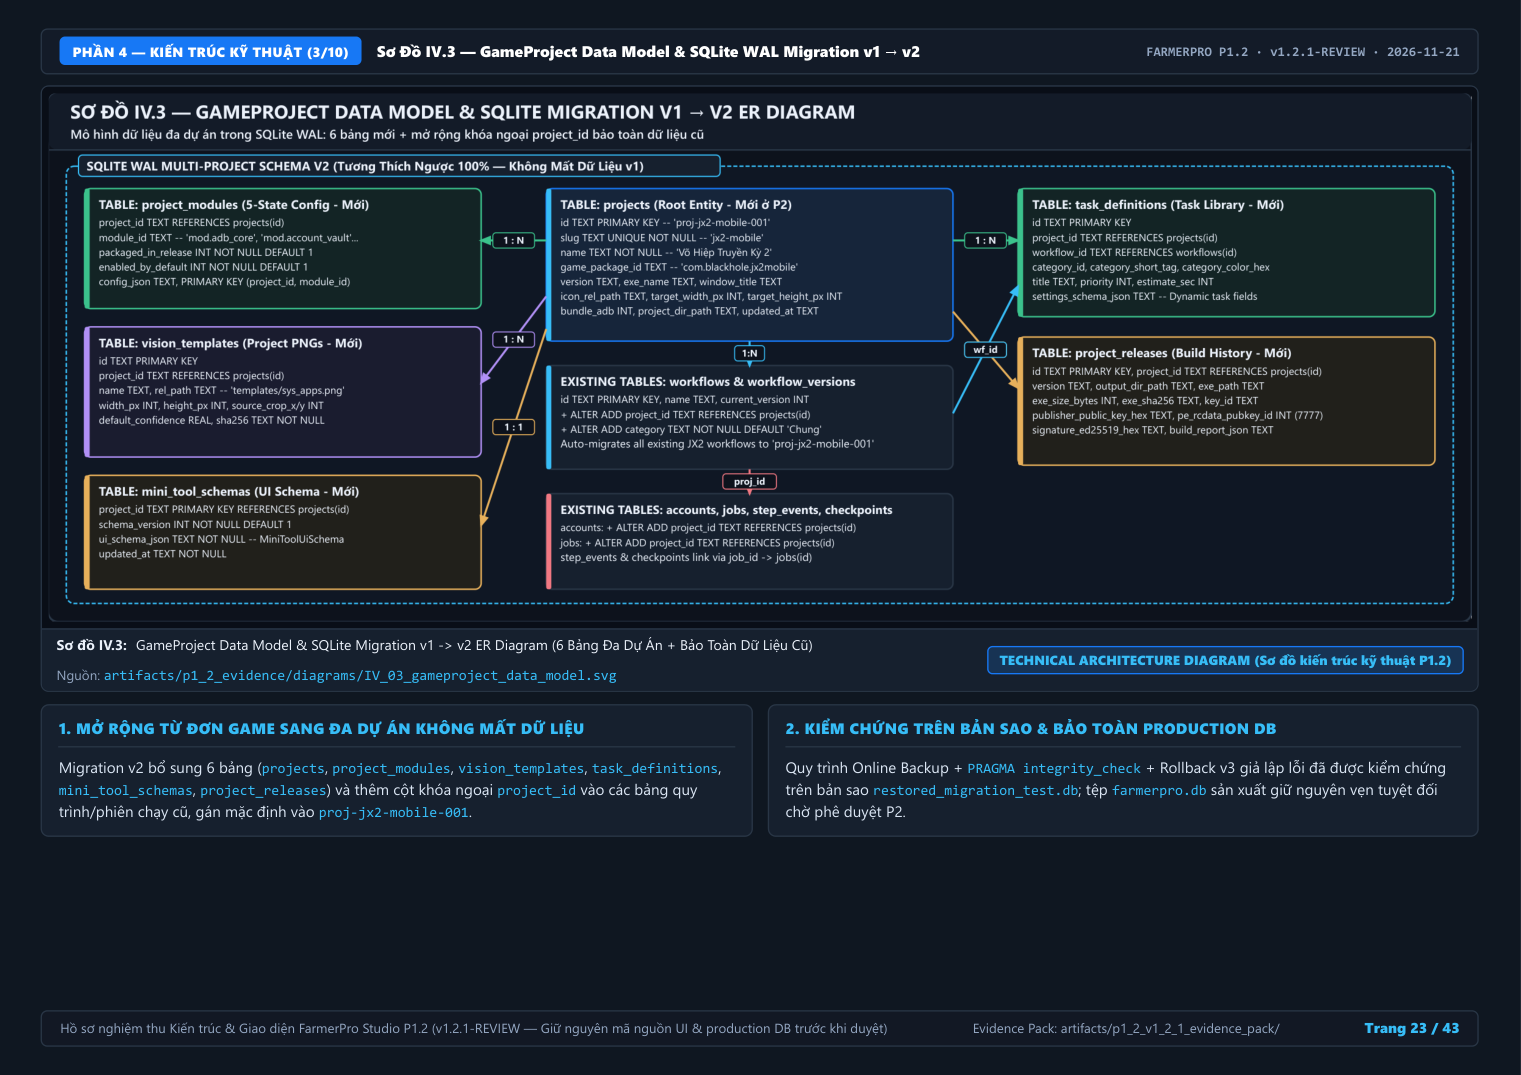 PHẦN 4 — KIẾN TRÚC KỸ THUẬT (3/10)
Sơ Đồ IV.3 — GameProject Data Model & SQLite WAL Migration v1 → v2
FARMERPRO P1.2 · v1.2.1-REVIEW · 2026-11-21
SƠ ĐỒ IV.3 — GAMEPROJECT DATA MODEL & SQLITE MIGRATION V1 → V2 ER DIAGRAM
Mô hình dữ liệu đa dự án trong SQLite WAL: 6 bảng mới + mở rộng khóa ngoại project_id bảo toàn dữ liệu cũ
SQLITE WAL MULTI-PROJECT SCHEMA V2 (Tương Thích Ngược 100% — Không Mất Dữ Liệu v1)
TABLE: project_modules (5-State Config - Mới)
project_id TEXT REFERENCES projects(id)
module_id TEXT -- 'mod.adb_core', 'mod.account_vault'...
packaged_in_release INT NOT NULL DEFAULT 1
enabled_by_default INT NOT NULL DEFAULT 1
config_json TEXT, PRIMARY KEY (project_id, module_id)
1 : N
TABLE: projects (Root Entity - Mới ở P2)
id TEXT PRIMARY KEY -- 'proj-jx2-mobile-001'
slug TEXT UNIQUE NOT NULL -- 'jx2-mobile'
name TEXT NOT NULL -- 'Võ Hiệp Truyền Kỳ 2'
game_package_id TEXT -- 'com.blackhole.jx2mobile'
version TEXT, exe_name TEXT, window_title TEXT
icon_rel_path TEXT, target_width_px INT, target_height_px INT
bundle_adb INT, project_dir_path TEXT, updated_at TEXT
1 : N
TABLE: task_definitions (Task Library - Mới)
id TEXT PRIMARY KEY
project_id TEXT REFERENCES projects(id)
workflow_id TEXT REFERENCES workflows(id)
category_id, category_short_tag, category_color_hex
title TEXT, priority INT, estimate_sec INT
settings_schema_json TEXT -- Dynamic task fields
TABLE: vision_templates (Project PNGs - Mới)
id TEXT PRIMARY KEY
project_id TEXT REFERENCES projects(id)
name TEXT, rel_path TEXT -- 'templates/sys_apps.png'
width_px INT, height_px INT, source_crop_x/y INT
default_confidence REAL, sha256 TEXT NOT NULL
1 : N
1:N
wf_id
TABLE: project_releases (Build History - Mới)
id TEXT PRIMARY KEY, project_id TEXT REFERENCES projects(id)
version TEXT, output_dir_path TEXT, exe_path TEXT
exe_size_bytes INT, exe_sha256 TEXT, key_id TEXT
publisher_public_key_hex TEXT, pe_rcdata_pubkey_id INT (7777)
signature_ed25519_hex TEXT, build_report_json TEXT
EXISTING TABLES: workflows & workflow_versions
id TEXT PRIMARY KEY, name TEXT, current_version INT
+ ALTER ADD project_id TEXT REFERENCES projects(id)
+ ALTER ADD category TEXT NOT NULL DEFAULT 'Chung'
Auto-migrates all existing JX2 workflows to 'proj-jx2-mobile-001'
1 : 1
proj_id
TABLE: mini_tool_schemas (UI Schema - Mới)
project_id TEXT PRIMARY KEY REFERENCES projects(id)
schema_version INT NOT NULL DEFAULT 1
ui_schema_json TEXT NOT NULL -- MiniToolUiSchema
updated_at TEXT NOT NULL
EXISTING TABLES: accounts, jobs, step_events, checkpoints
accounts: + ALTER ADD project_id TEXT REFERENCES projects(id)
jobs: + ALTER ADD project_id TEXT REFERENCES projects(id)
step_events & checkpoints link via job_id -> jobs(id)
Sơ đồ IV.3: GameProject Data Model & SQLite Migration v1 -> v2 ER Diagram (6 Bảng Đa Dự Án + Bảo Toàn Dữ Liệu Cũ)
Nguồn: artifacts/p1_2_evidence/diagrams/IV_03_gameproject_data_model.svg
TECHNICAL ARCHITECTURE DIAGRAM (Sơ đồ kiến trúc kỹ thuật P1.2)
1. MỞ RỘNG TỪ ĐƠN GAME SANG ĐA DỰ ÁN KHÔNG MẤT DỮ LIỆU
Migration v2 bổ sung 6 bảng (projects, project_modules, vision_templates, task_definitions,
mini_tool_schemas, project_releases) và thêm cột khóa ngoại project_id vào các bảng quy
trình/phiên chạy cũ, gán mặc định vào proj-jx2-mobile-001.
2. KIỂM CHỨNG TRÊN BẢN SAO & BẢO TOÀN PRODUCTION DB
Quy trình Online Backup + PRAGMA integrity_check + Rollback v3 giả lập lỗi đã được kiểm chứng
trên bản sao restored_migration_test.db; tệp farmerpro.db sản xuất giữ nguyên vẹn tuyệt đối
chờ phê duyệt P2.
Hồ sơ nghiệm thu Kiến trúc & Giao diện FarmerPro Studio P1.2 (v1.2.1-REVIEW — Giữ nguyên mã nguồn UI & production DB trước khi duyệt)
Evidence Pack: artifacts/p1_2_v1_2_1_evidence_pack/
Trang 23 / 43